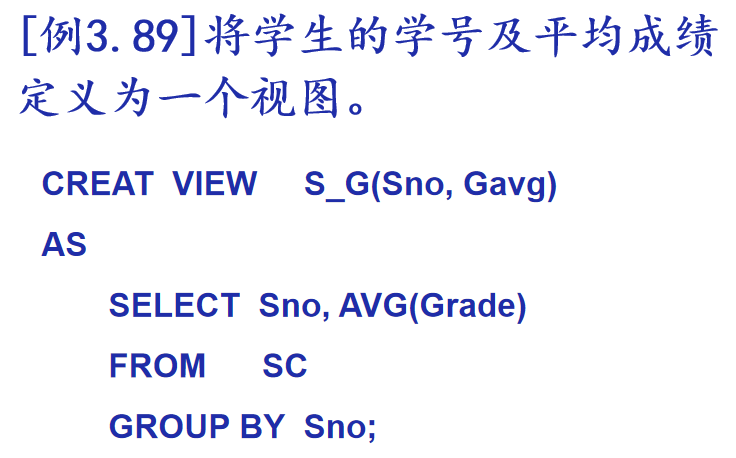 [例3.89]将学生的学号及平均成绩
定义为一个视图。
CREAT VIEW S_G(Sno, Gavg)
AS
SELECT Sno, AVG(Grade)
FROM SC
GROUP BY Sno;